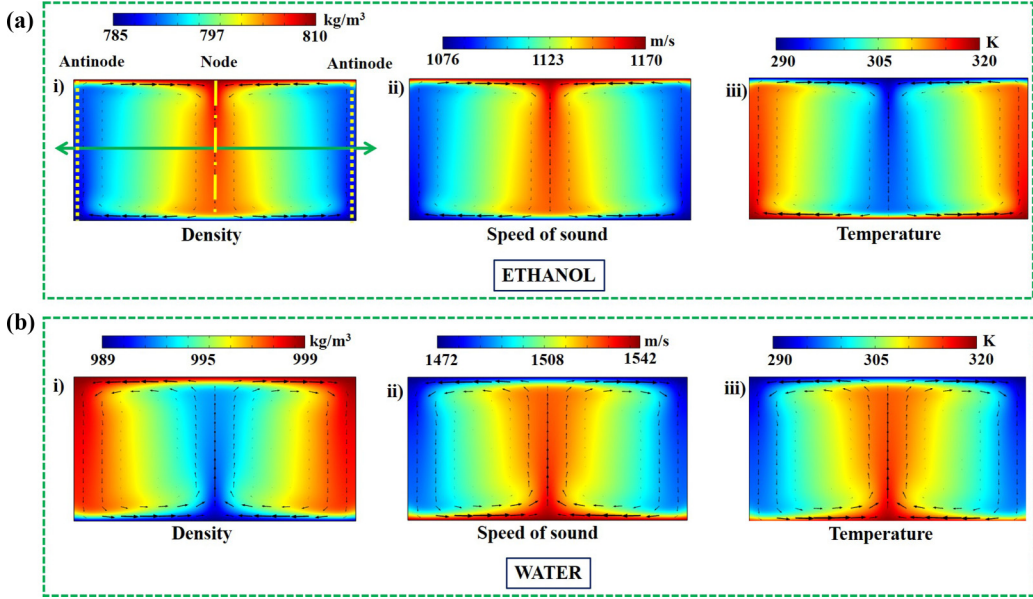 (a)
kg/m³
785 797 810
m/s
1076 1123 1170
K
290 305 320
Antinode Node Antinode
i) ii) iii)
Density Speed of sound Temperature
ETHANOL
(b)
kg/m³
989 995 999
m/s
1472 1508 1542
K
290 305 320
i) ii) iii)
Density Speed of sound Temperature
WATER